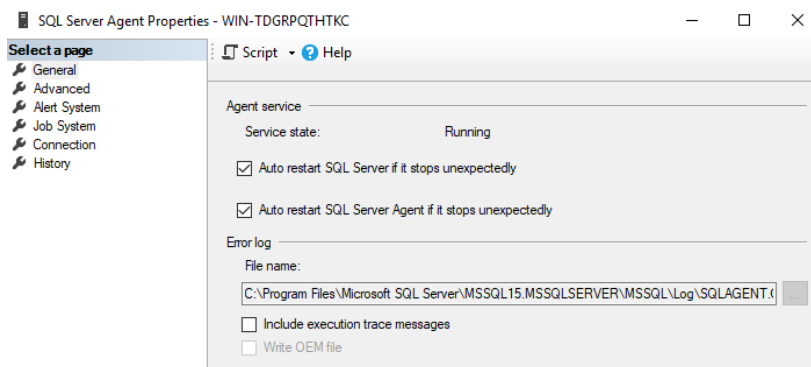 SQL Server Agent Properties - WIN-TDGRPQTHTKC
Select a page
General
Advanced
Alert System
Job System
Connection
History
Script
Help
Agent service
Service state: Running
Auto restart SQL Server if it stops unexpectedly
Auto restart SQL Server Agent if it stops unexpectedly
Error log
File name:
C:\Program Files\Microsoft SQL Server\MSSQL15.MSSQLSERVER\MSSQL\Log\SQLAGENT.
...
Include execution trace messages
Write OEM file